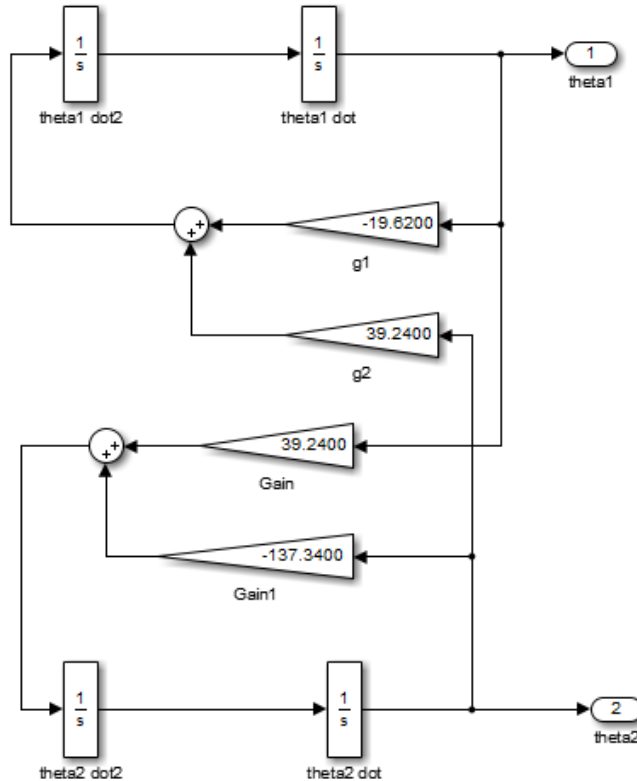 1
s
1
s
1
theta1 dot2
theta1 dot
theta1
-19.6200
g1
39.2400
g2
39.2400
Gain
-137.3400
Gain1
1
s
1
s
2
theta2 dot2
theta2 dot
theta2